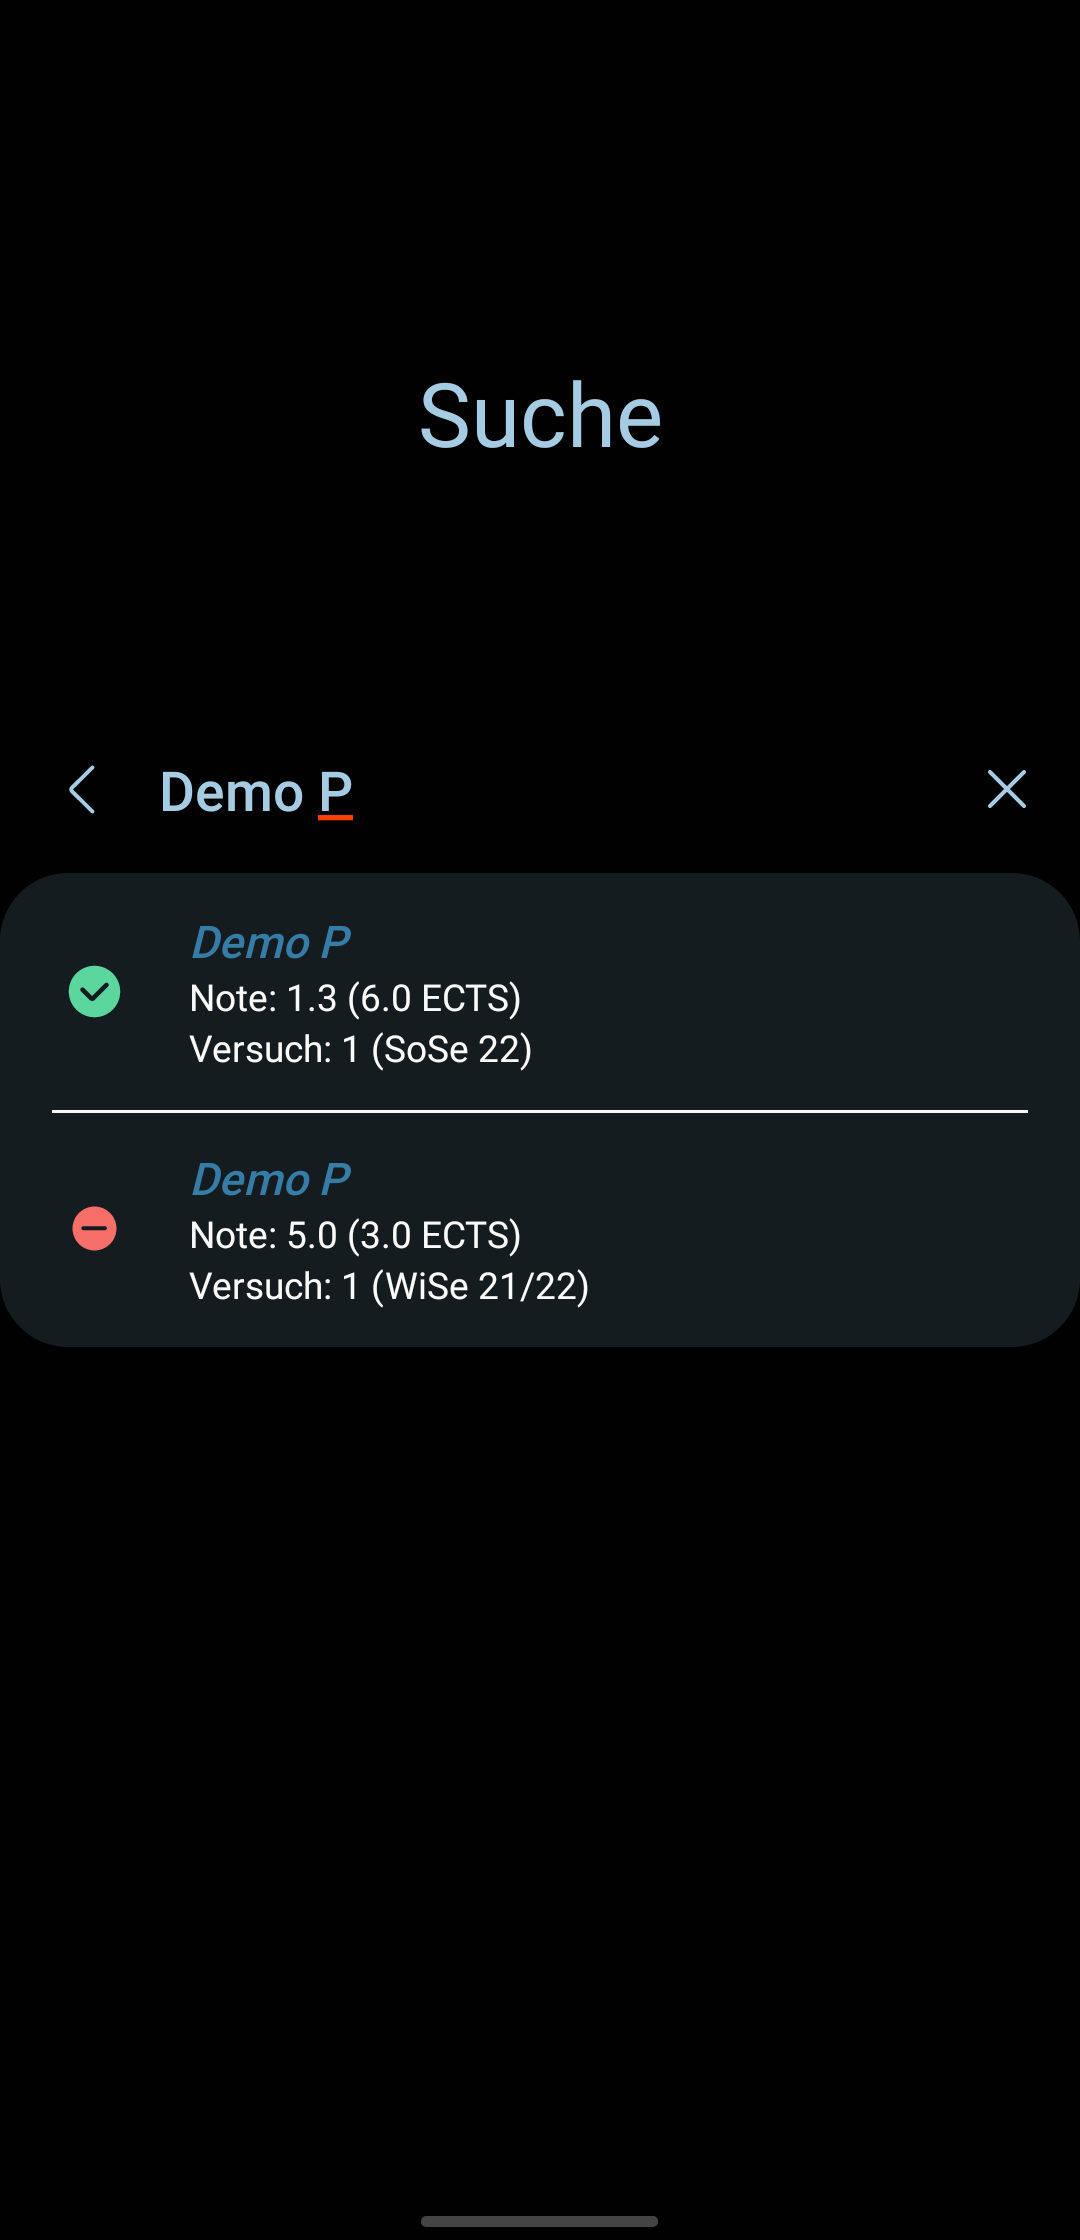 Suche
Demo P
Demo P
Note: 1.3 (6.0 ECTS)
Versuch: 1 (SoSe 22)
Demo P
Note: 5.0 (3.0 ECTS)
Versuch: 1 (WiSe 21/22)